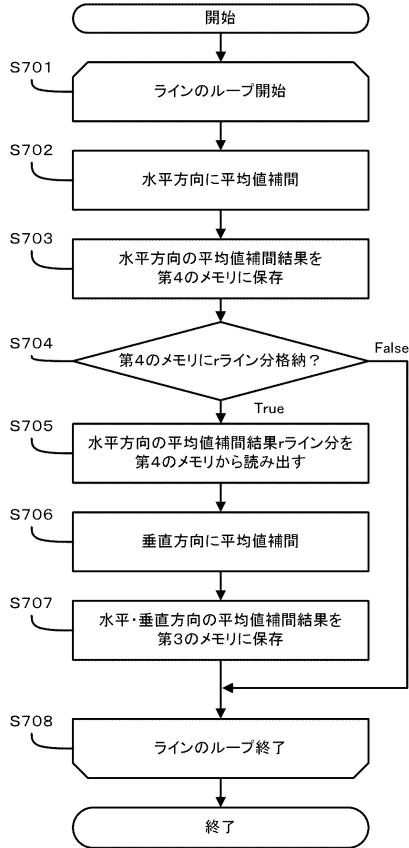 開始
S701
ラインのループ開始
S702
水平方向に平均値補間
S703
水平方向の平均値補間結果を
第4のメモリに保存
S704
第4のメモリにrライン分格納？
False
True
S705
水平方向の平均値補間結果rライン分を
第4のメモリから読み出す
S706
垂直方向に平均値補間
S707
水平・垂直方向の平均値補間結果を
第3のメモリに保存
S708
ラインのループ終了
終了